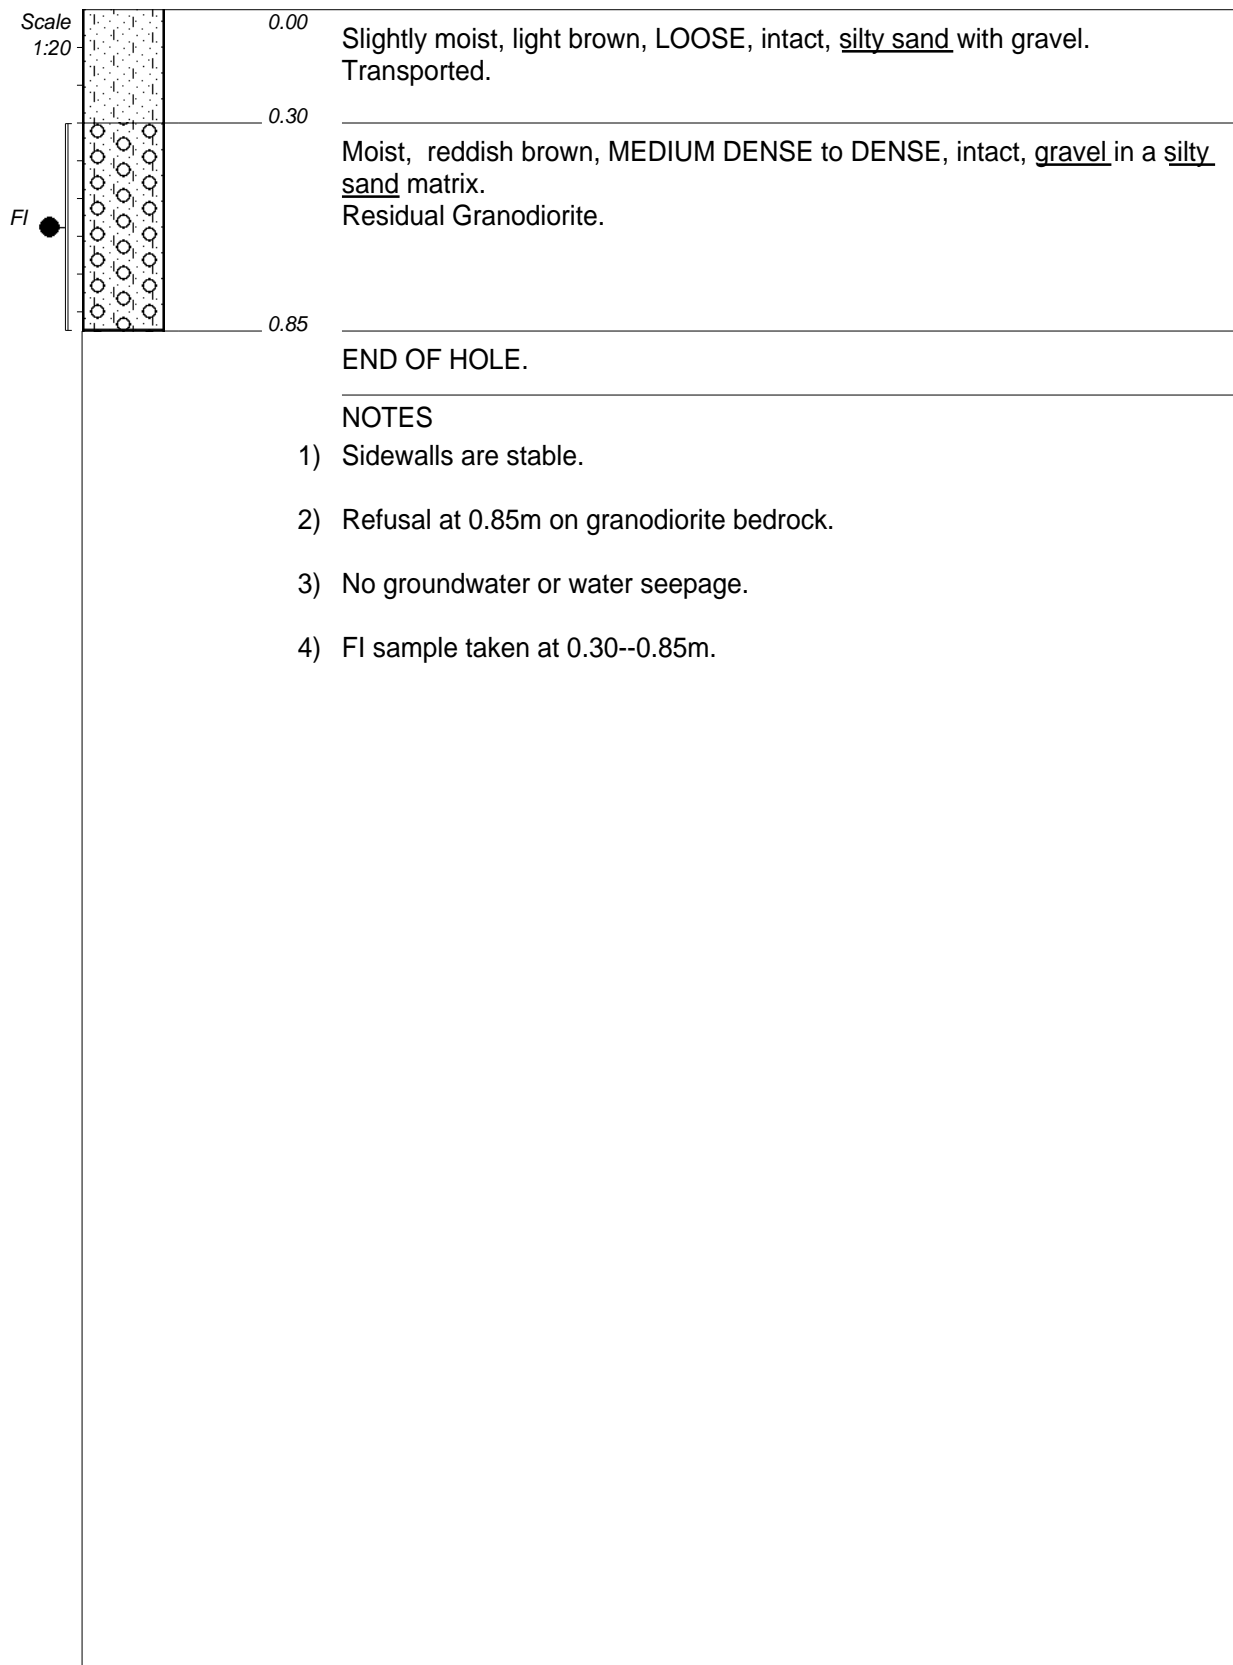 Scale
1:20
0.00
Slightly moist, light brown, LOOSE, intact, silty sand with gravel.
Transported.
0.30
Moist,  reddish brown, MEDIUM DENSE to DENSE, intact, gravel in a silty
sand matrix.
Residual Granodiorite.
FI
0.85
END OF HOLE.
NOTES
1) Sidewalls are stable.
2) Refusal at 0.85m on granodiorite bedrock.
3) No groundwater or water seepage.
4) FI sample taken at 0.30--0.85m.